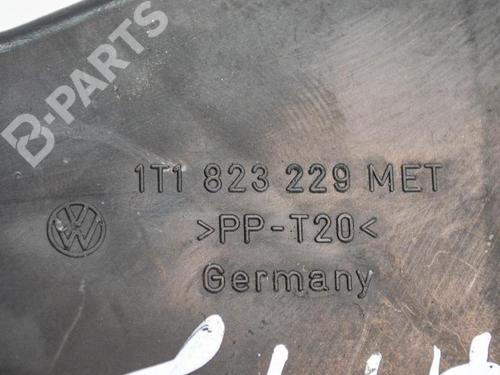 B-PARTS
1T1 823 229 MET
>PP-T20<
Germany